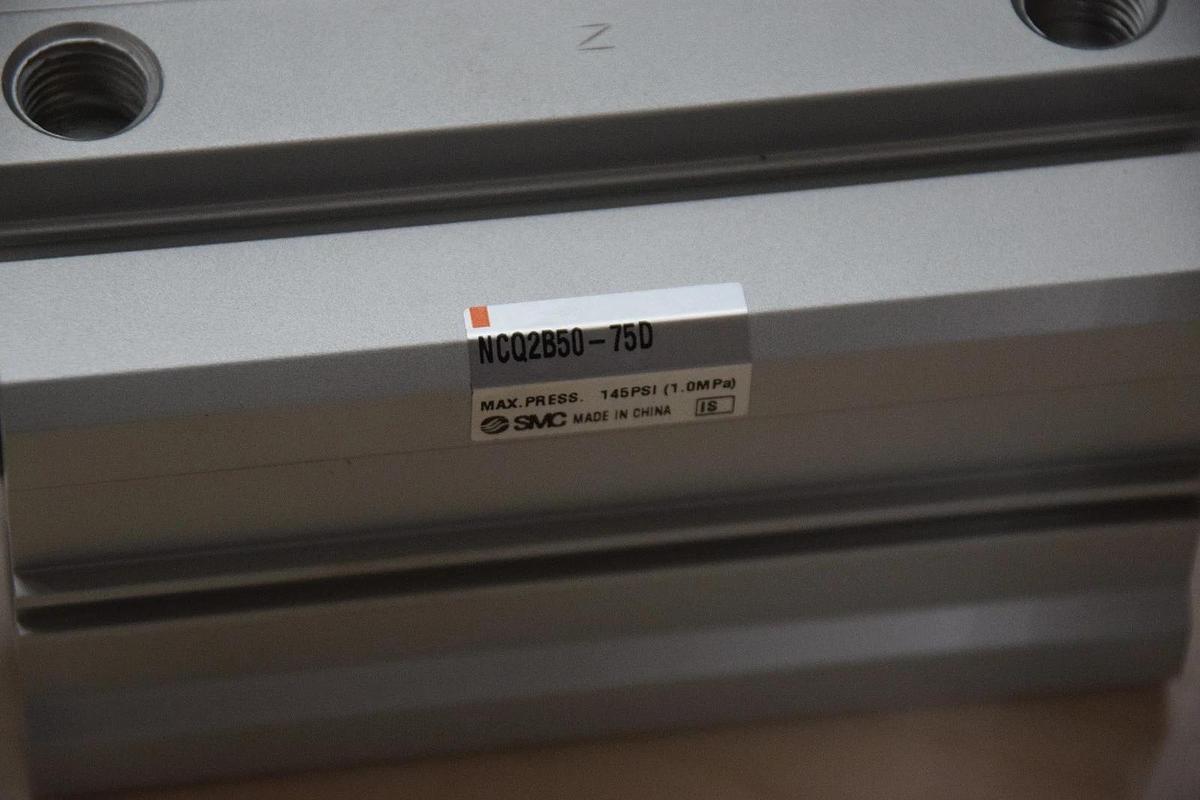 Z
NCQ2B50-75D
MAX.PRESS. 145PSI (1.0MPa)
SMC MADE IN CHINA IS